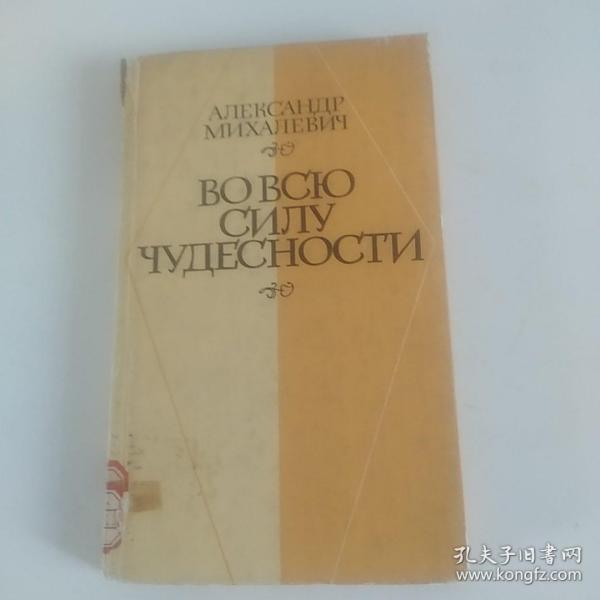 АЛЕКСАНДР
МИХАЛЕВИЧ
ВО ВСЮ
СИЛУ
ЧУДЕСНОСТИ
孔夫子旧书网
www.kongfz.com